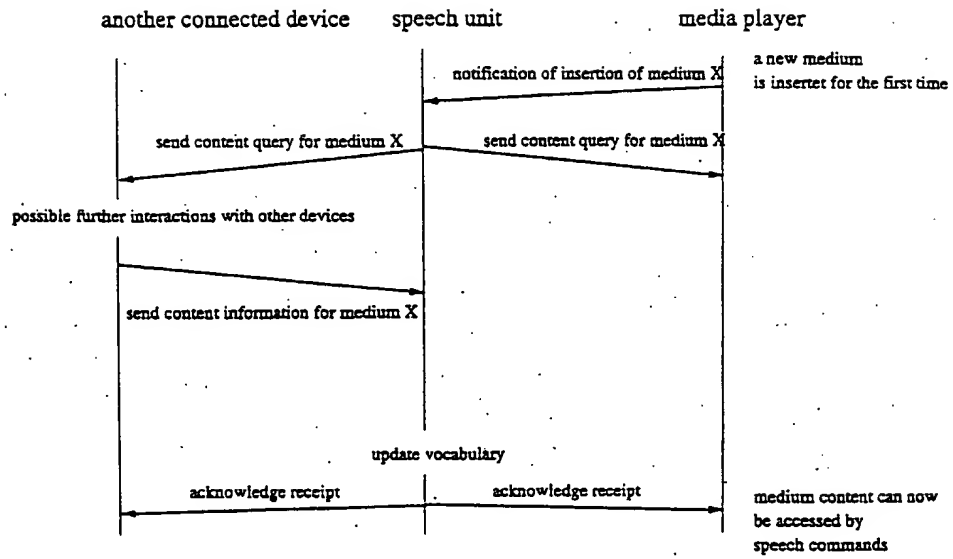 another connected device speech unit media player
a new medium
is insertet for the first time
notification of insertion of medium X
send content query for medium X send content query for medium X
possible further interactions with other devices
send content information for medium X
update vocabulary
acknowledge receipt acknowledge receipt
medium content can now
be accessed by
speech commands